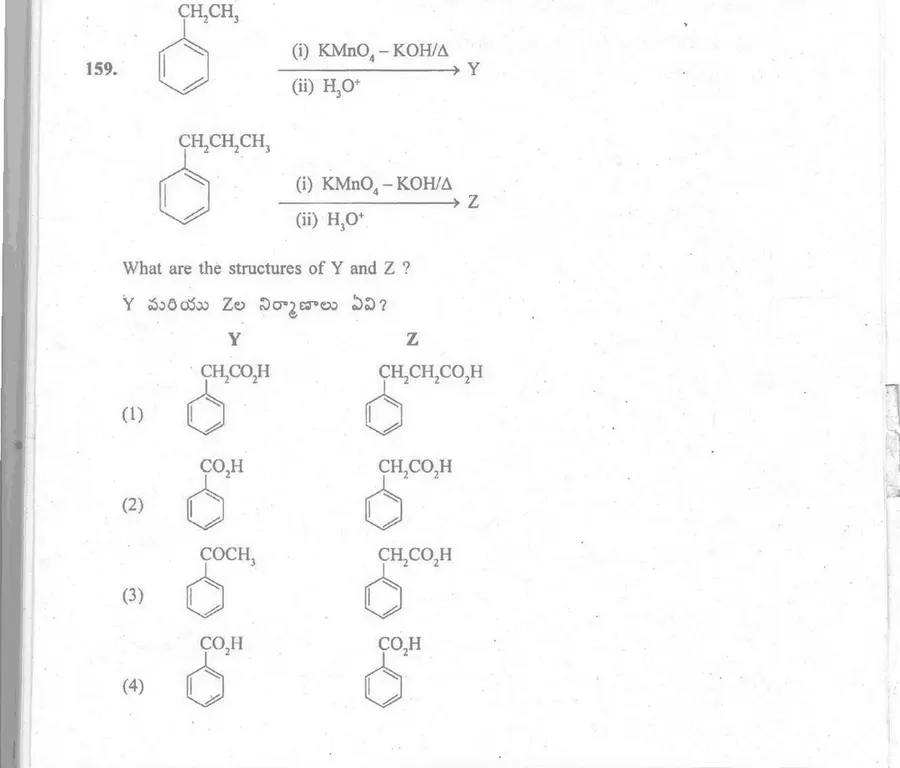 CH₂CH₃
159. (i) KMnO₄ – KOH/Δ
(ii) H₃O⁺ Y
CH₂CH₂CH₃
(i) KMnO₄ – KOH/Δ
(ii) H₃O⁺ Z
What are the structures of Y and Z ?
Y మరియు Zల నిర్మాణాలు ఏవి?
Y Z
CH₂CO₂H CH₂CH₂CO₂H
(1)
CO₂H CH₂CO₂H
(2)
COCH₃ CH₂CO₂H
(3)
CO₂H CO₂H
(4)